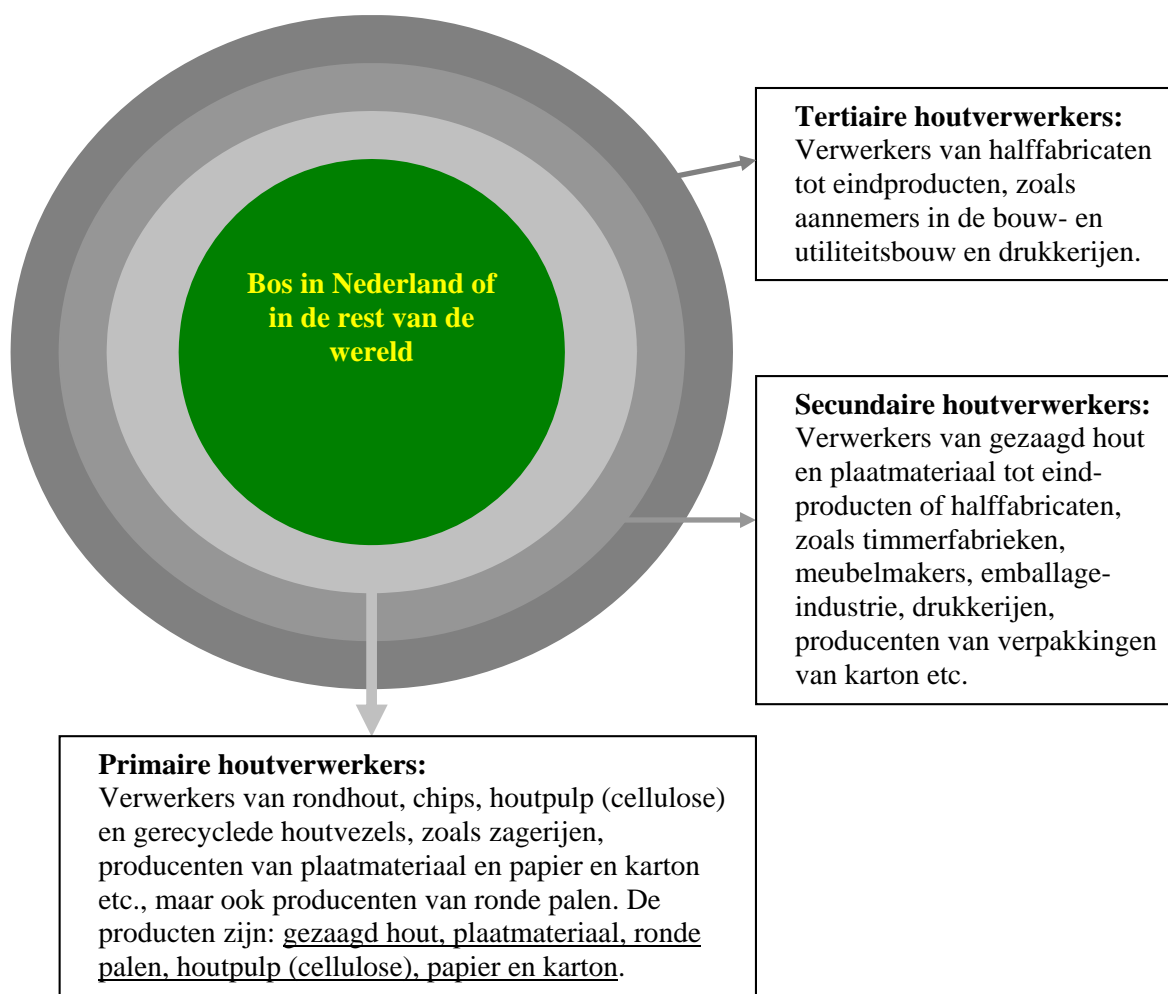 Tertiaire houtverwerkers:
Verwerkers van halffabricaten
tot eindproducten, zoals
aannemers in de bouw- en
utiliteitsbouw en drukkerijen.
Bos in Nederland of
in de rest van de
wereld
Secundaire houtverwerkers:
Verwerkers van gezaagd hout
en plaatmateriaal tot eind-
producten of halffabricaten,
zoals timmerfabrieken,
meubelmakers, emballage-
industrie, drukkerijen,
producenten van verpakkingen
van karton etc.
Primaire houtverwerkers:
Verwerkers van rondhout, chips, houtpulp (cellulose)
en gerecyclede houtvezels, zoals zagerijen,
producenten van plaatmateriaal en papier en karton
etc., maar ook producenten van ronde palen. De
producten zijn: gezaagd hout, plaatmateriaal, ronde
palen, houtpulp (cellulose), papier en karton.